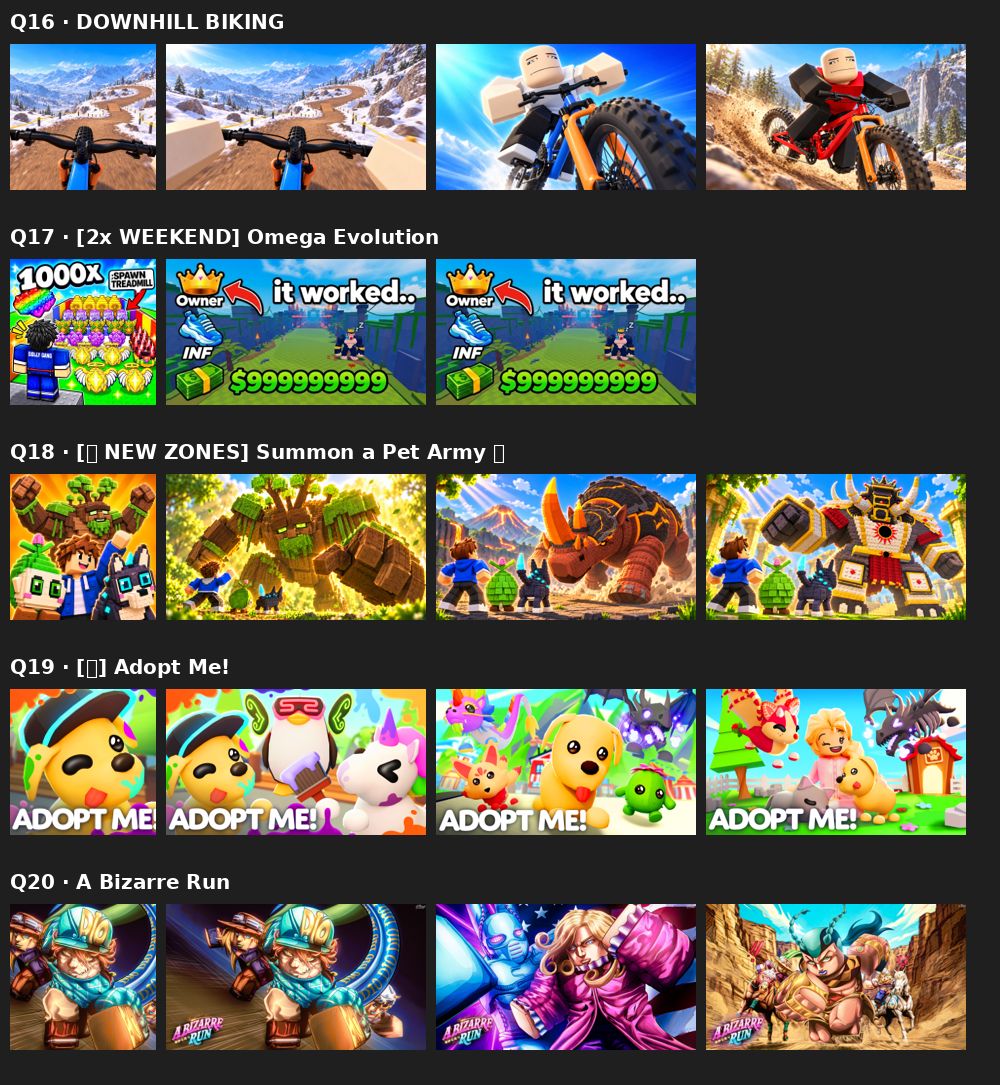 Q16 · DOWNHILL BIKING
Q17 · [2x WEEKEND] Omega Evolution
1000x
:SPAWN
TREADMILL
Owner
it worked..
INF
$999999999
Owner
it worked..
INF
$999999999
Q18 · [▯ NEW ZONES] Summon a Pet Army ▯
Q19 · [▯] Adopt Me!
ADOPT ME!
ADOPT ME!
ADOPT ME!
ADOPT ME!
Q20 · A Bizarre Run
DIO
DIO
A BIZARRE
RUN
A BIZARRE
RUN